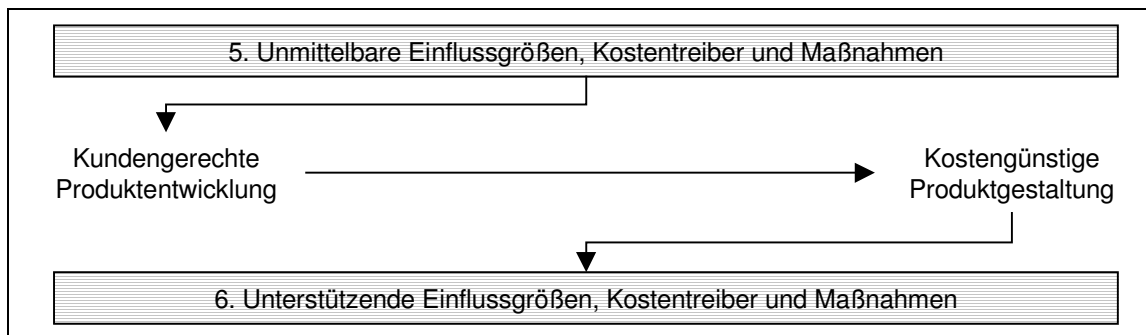 5. Unmittelbare Einflussgrößen, Kostentreiber und Maßnahmen
Kundengerechte
Produktentwicklung
Kostengünstige
Produktgestaltung
6. Unterstützende Einflussgrößen, Kostentreiber und Maßnahmen